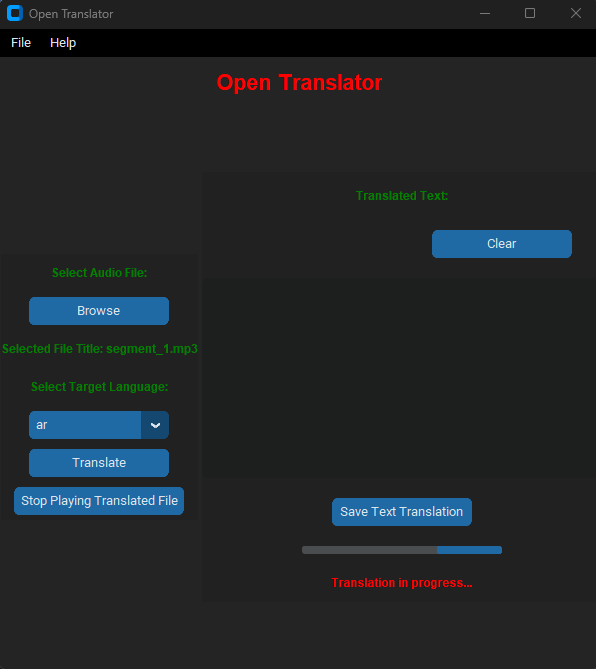 Open Translator
File Help
Open Translator
Translated Text:
Clear
Select Audio File:
Browse
Selected File Title: segment_1.mp3
Select Target Language:
ar
Translate
Stop Playing Translated File
Save Text Translation
Translation in progress...